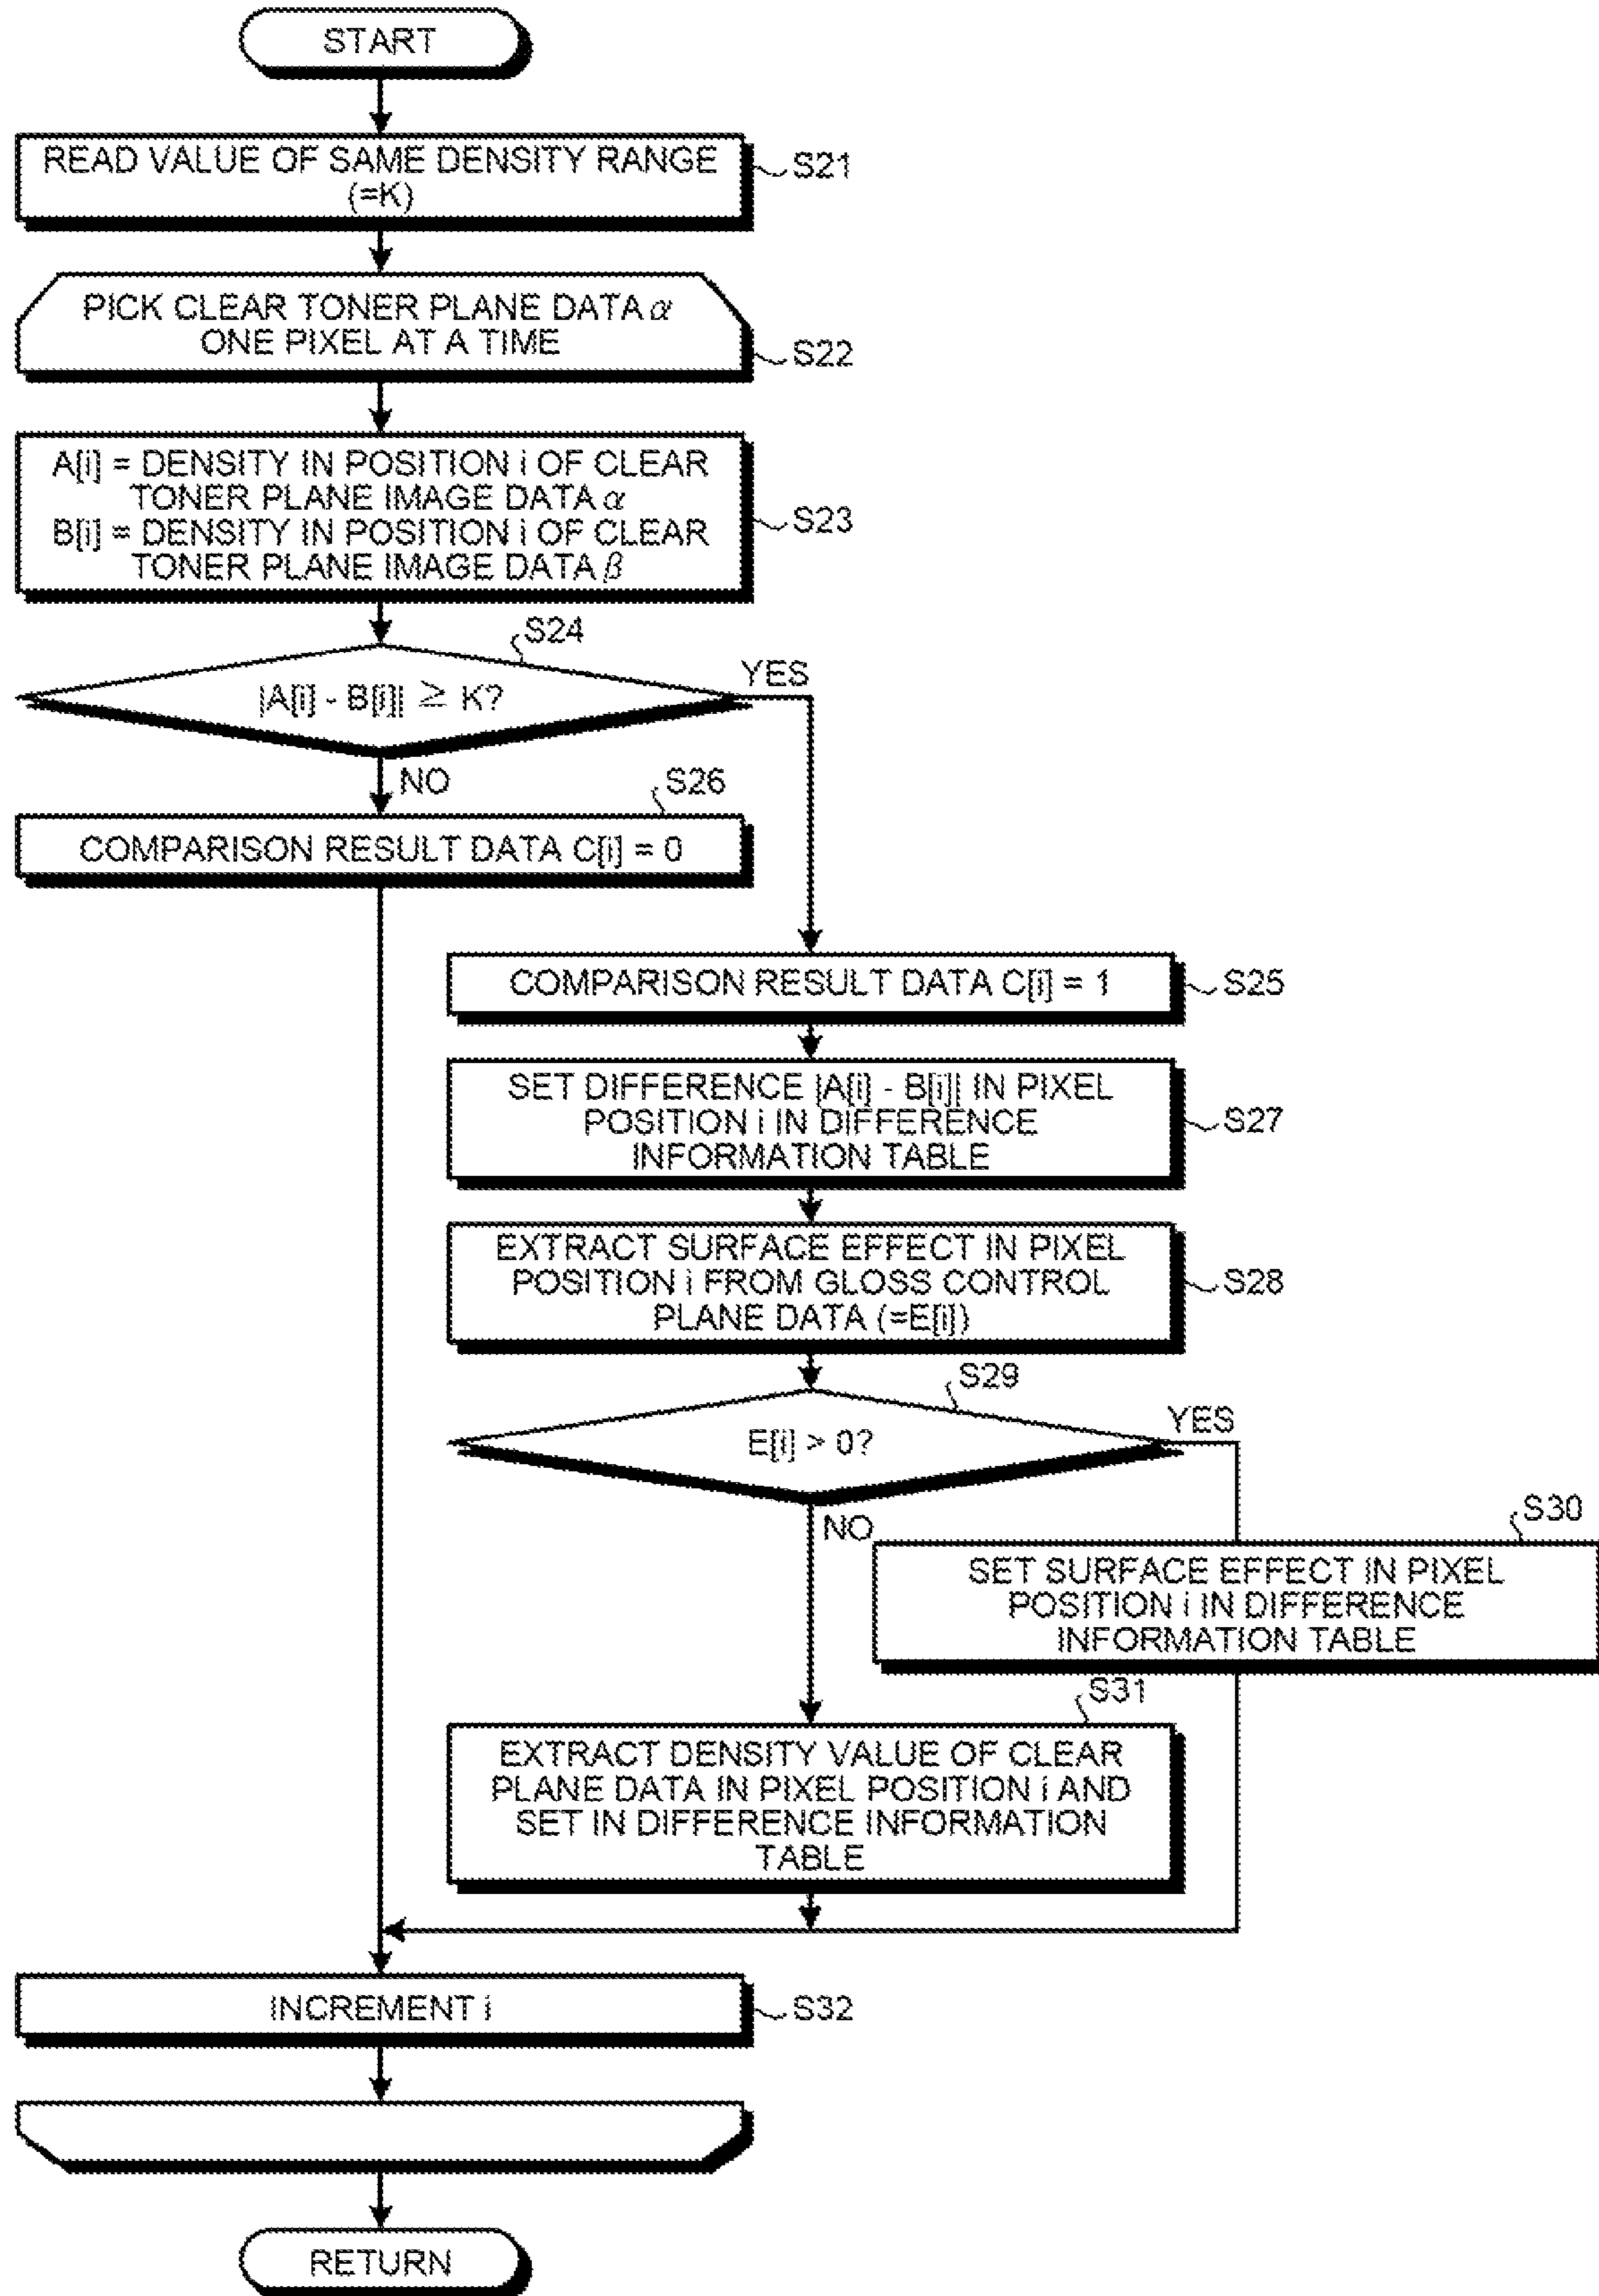 START
READ VALUE OF SAME DENSITY RANGE
(=K)
S21
PICK CLEAR TONER PLANE DATA α
ONE PIXEL AT A TIME
S22
A[i] = DENSITY IN POSITION i OF CLEAR
TONER PLANE IMAGE DATA α
B[i] = DENSITY IN POSITION i OF CLEAR
TONER PLANE IMAGE DATA β
S23
S24
|A[i] - B[i]| ≥ K?
YES
NO
S26
COMPARISON RESULT DATA C[i] = 0
COMPARISON RESULT DATA C[i] = 1
S25
SET DIFFERENCE |A[i] - B[i]| IN PIXEL
POSITION i IN DIFFERENCE
INFORMATION TABLE
S27
EXTRACT SURFACE EFFECT IN PIXEL
POSITION i FROM GLOSS CONTROL
PLANE DATA (=E[i])
S28
S29
E[i] > 0?
YES
NO
S30
SET SURFACE EFFECT IN PIXEL
POSITION i IN DIFFERENCE
INFORMATION TABLE
S31
EXTRACT DENSITY VALUE OF CLEAR
PLANE DATA IN PIXEL POSITION i AND
SET IN DIFFERENCE INFORMATION
TABLE
INCREMENT i
S32
RETURN